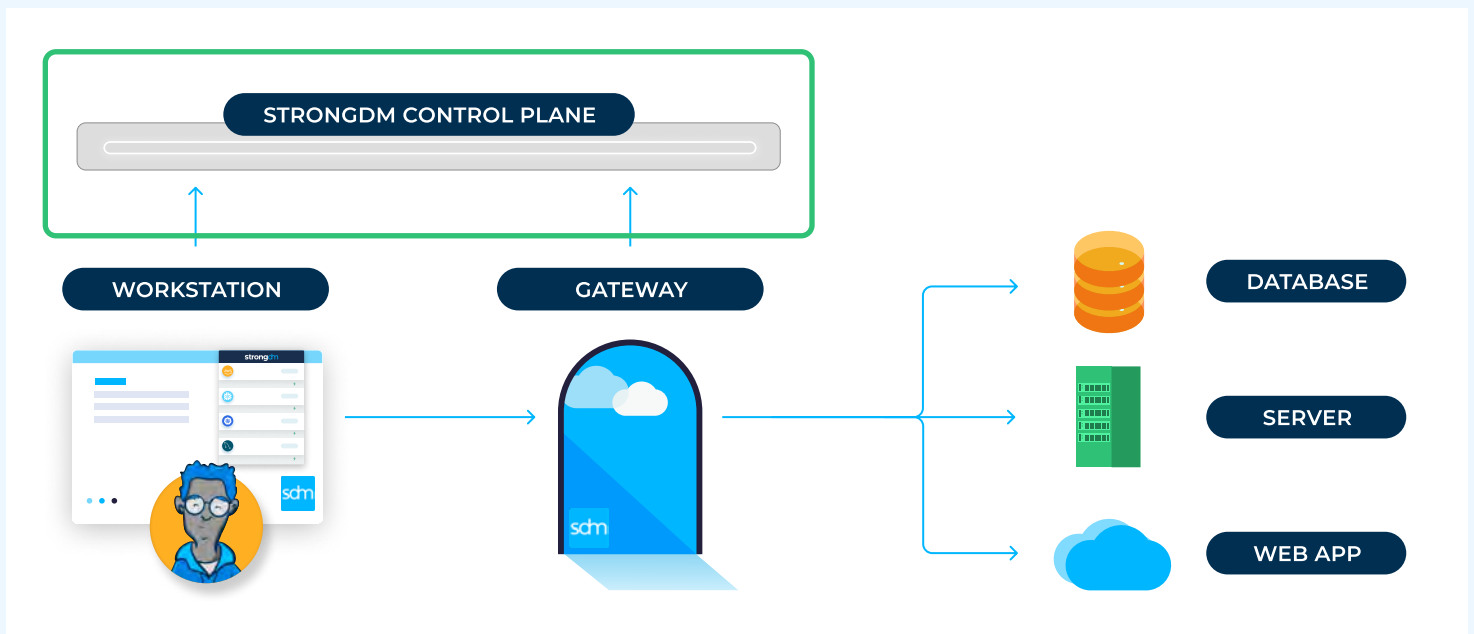 STRONGDM CONTROL PLANE
WORKSTATION
GATEWAY
DATABASE
strongdm
SERVER
sdm
sdm
WEB APP